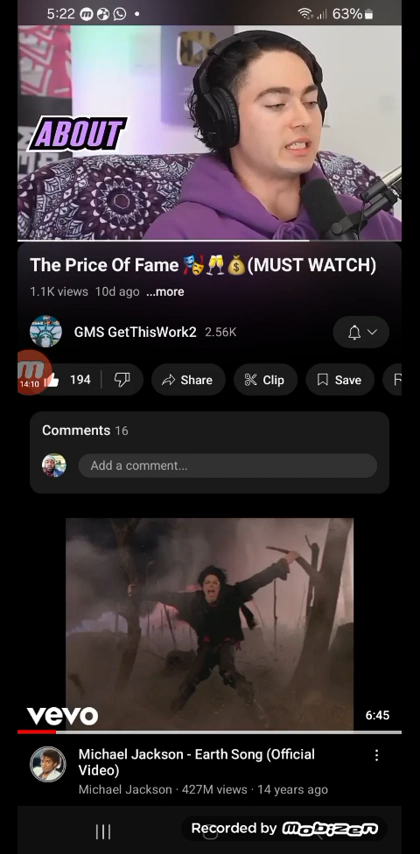 5:22 63%
ABOUT
The Price Of Fame 🎭🥂💰(MUST WATCH)
1.1K views 10d ago ...more
GMS GetThisWork2 2.56K
14:10
194 Share Clip Save
Comments 16
Add a comment...
vevo 6:45
Michael Jackson - Earth Song (Official
Video)
Michael Jackson · 427M views · 14 years ago
Recorded by mobizen